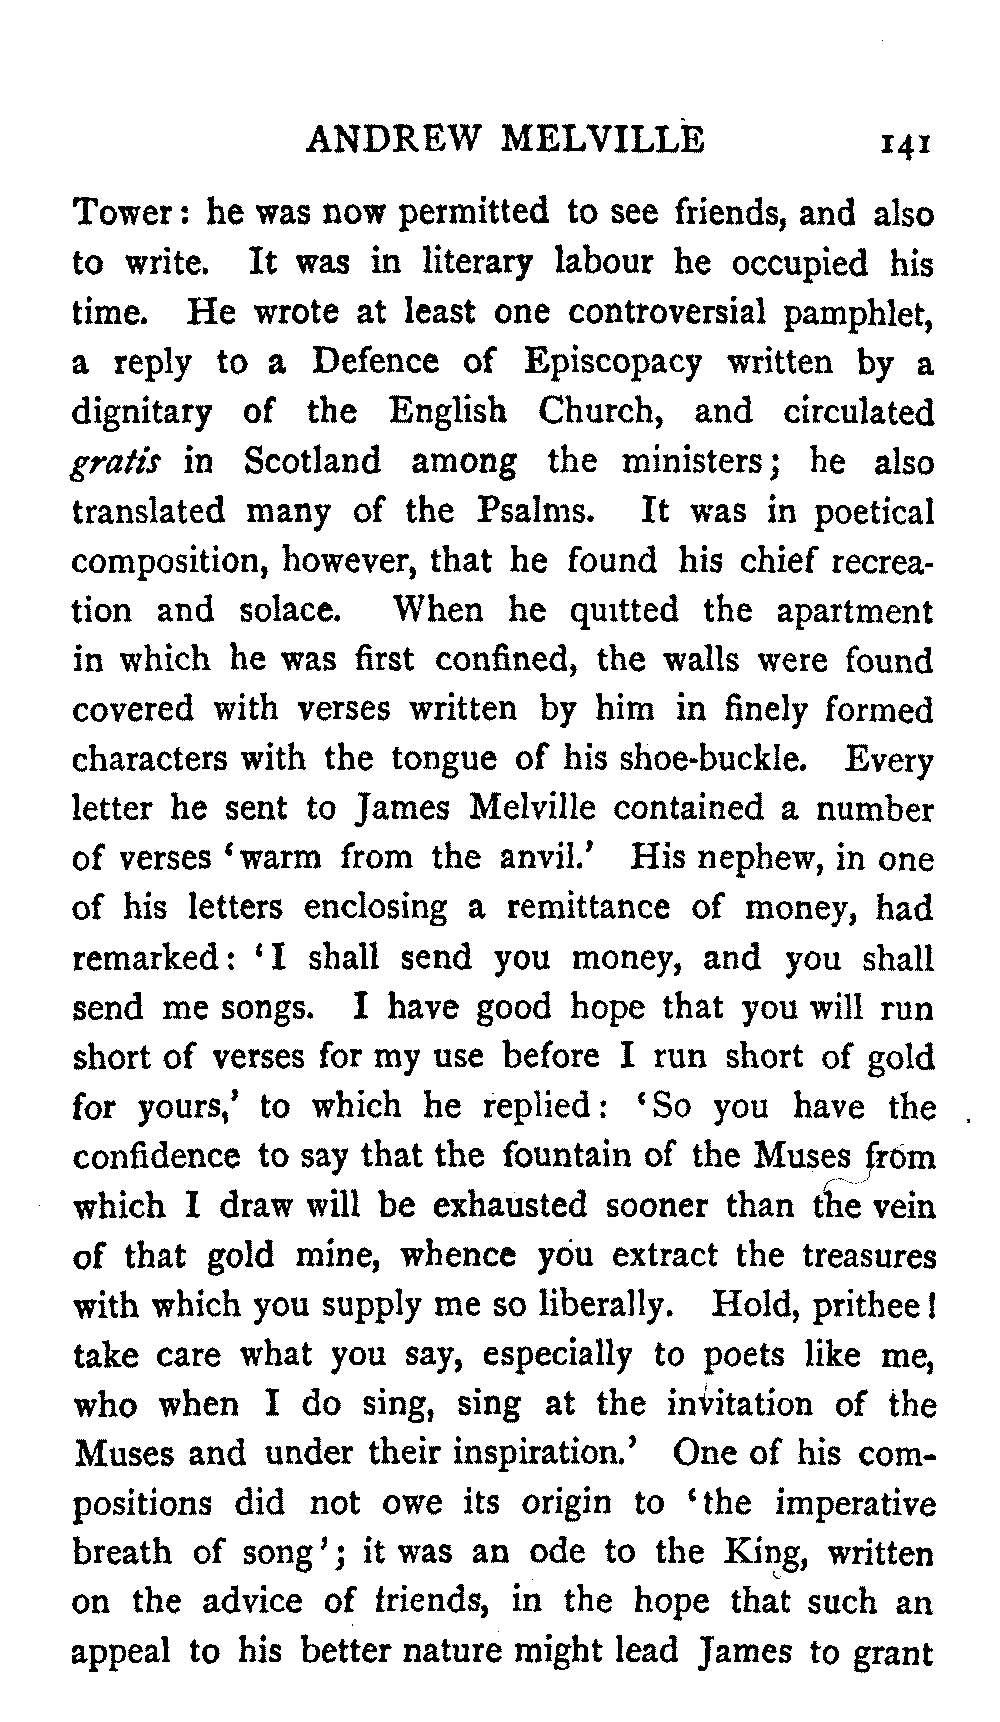 ANDREW MELVILLE 141
Tower: he was now permitted to see friends, and also
to write. It was in literary labour he occupied his
time. He wrote at least one controversial pamphlet,
a reply to a Defence of Episcopacy written by a
dignitary of the English Church, and circulated
gratis in Scotland among the ministers; he also
translated many of the Psalms. It was in poetical
composition, however, that he found his chief recrea-
tion and solace. When he quitted the apartment
in which he was first confined, the walls were found
covered with verses written by him in finely formed
characters with the tongue of his shoe-buckle. Every
letter he sent to James Melville contained a number
of verses ‘warm from the anvil.’ His nephew, in one
of his letters enclosing a remittance of money, had
remarked: ‘I shall send you money, and you shall
send me songs. I have good hope that you will run
short of verses for my use before I run short of gold
for yours,’ to which he replied: ‘So you have the
confidence to say that the fountain of the Muses from
which I draw will be exhausted sooner than the vein
of that gold mine, whence you extract the treasures
with which you supply me so liberally. Hold, prithee!
take care what you say, especially to poets like me,
who when I do sing, sing at the invitation of the
Muses and under their inspiration.’ One of his com-
positions did not owe its origin to ‘the imperative
breath of song’; it was an ode to the King, written
on the advice of friends, in the hope that such an
appeal to his better nature might lead James to grant